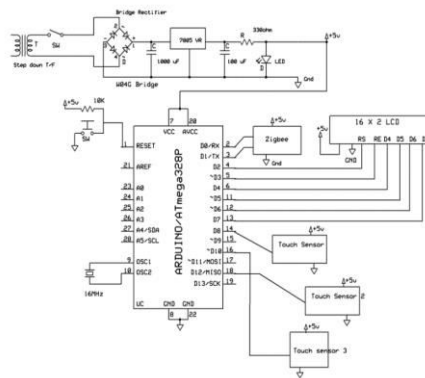 Bridge Rectifier
330ohm
+5v
SW
T
7805 VR
R
C
1000 uF
C
100 uF
LED
Step down T×F
W04G Bridge
Gnd
+5v
10K
SW
+5v
7 20
VCC AVCC
1 RESET
21 AREF
23 A0
24 A1
25 A2
26 A3
27 A4/SDA
28 A5/SCL
9 OSC1
10 OSC2
16MHz
UC
GND GND
8 22
ARDUINO/ATmega328P
D0/RX 2
D1/TX 3
D2 4
~D3 5
D4 6
~D5 11
~D6 12
D7 13
D8 14
~D9 15
~D10 16
~D11/MOSI 17
D12/MISO 18
D13/SCK 19
+5v
Zigbee
Gnd
16 X 2 LCD
+5v
GND
RS RE D4 D5 D6 D
+5v
Touch Sensor
+5v
Touch Sensor 2
+5v
Touch sensor 3